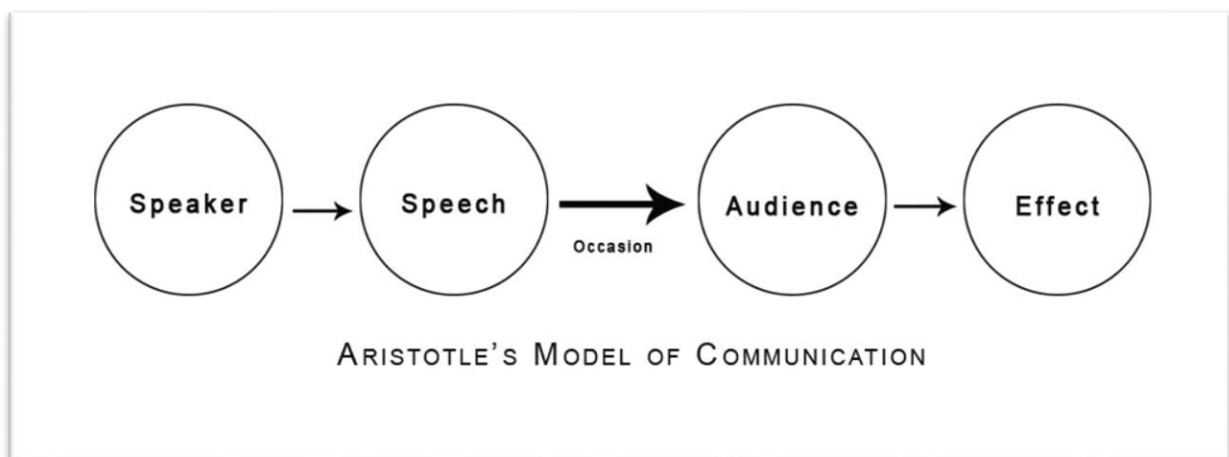 Speaker
Speech
Audience
Effect
Occasion
ARISTOTLE'S MODEL OF COMMUNICATION